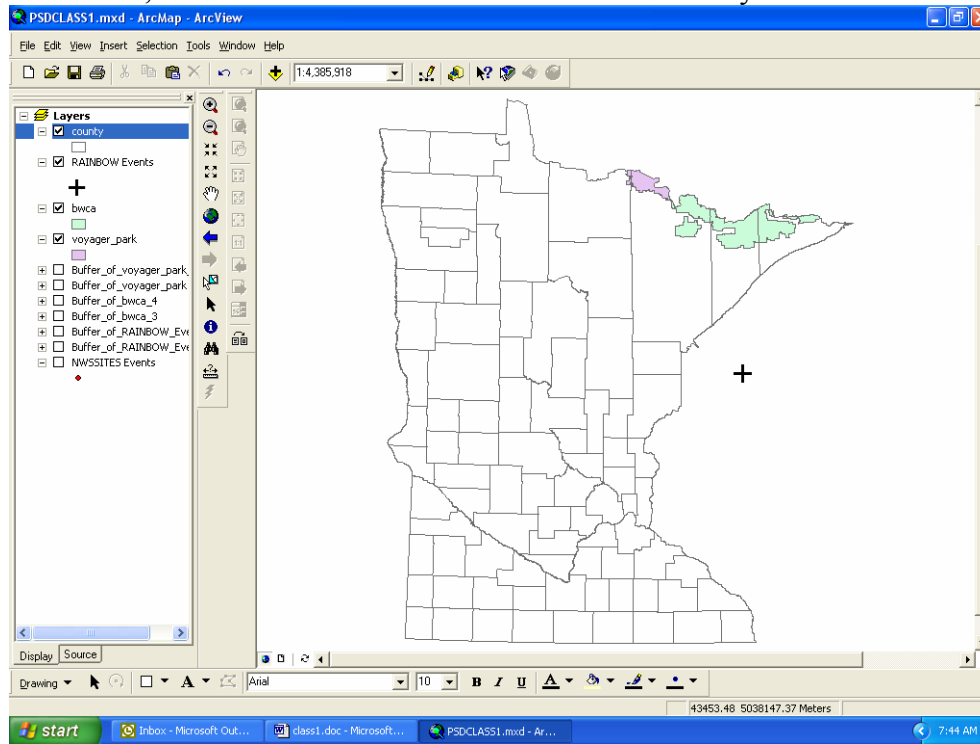 PSDCLASS1.mxd - ArcMap - ArcView
File Edit View Insert Selection Tools Window Help
1:4,385,918
Layers
county
RAINBOW Events
bwca
voyager_park
Buffer_of_voyager_park_
Buffer_of_voyager_park
Buffer_of_bwca_4
Buffer_of_bwca_3
Buffer_of_RAINBOW_Eve
Buffer_of_RAINBOW_Eve
NWSSITES Events
Display Source
Drawing A Arial 10 B I U A
43453.48 5038147.37 Meters
start Inbox - Microsoft Out... class1.doc - Microsoft... PSDCLASS1.mxd - Ar... 7:44 AM